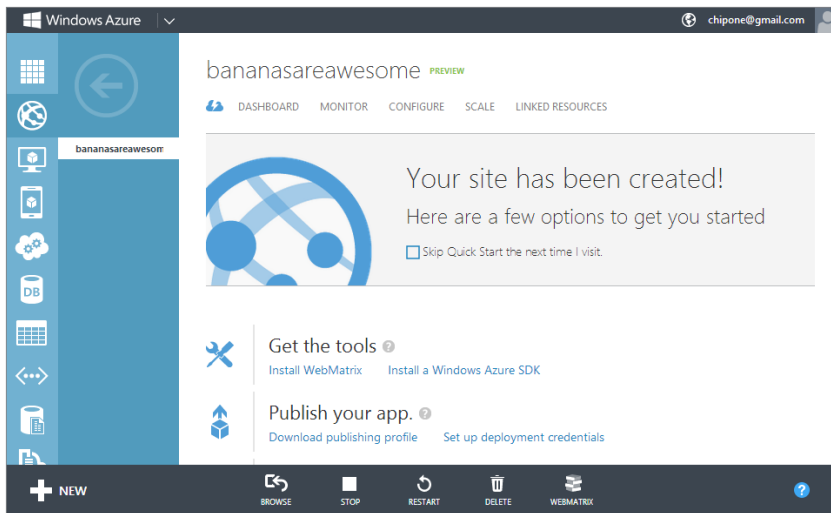 Windows Azure
chipone@gmail.com
bananasareawesome PREVIEW
DASHBOARD MONITOR CONFIGURE SCALE LINKED RESOURCES
bananasareawesom
Your site has been created!
Here are a few options to get you started
Skip Quick Start the next time I visit.
DB
Get the tools ?
Install WebMatrix Install a Windows Azure SDK
Publish your app. ?
Download publishing profile Set up deployment credentials
NEW
BROWSE STOP RESTART DELETE WEBMATRIX
?